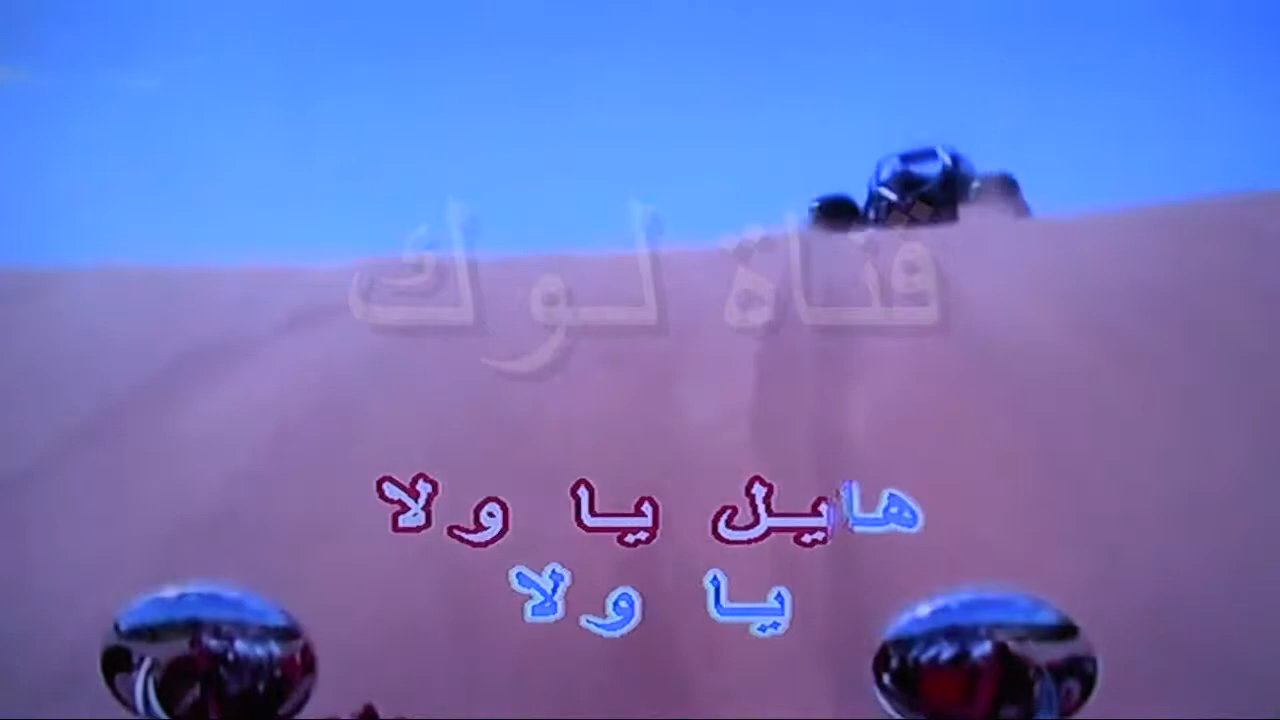 قناة لوك
هايل يا ولا
يا ولا